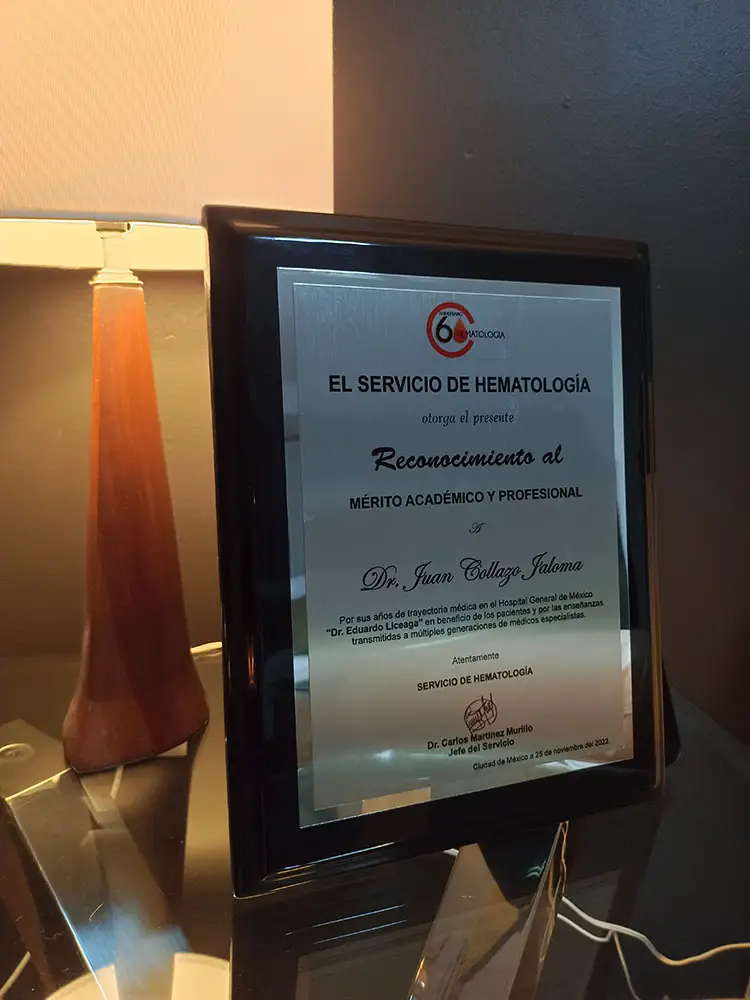 ANIVERSARIO
60 HEMATOLOGIA
EL SERVICIO DE HEMATOLOGÍA
otorga el presente
Reconocimiento al
MÉRITO ACADÉMICO Y PROFESIONAL
A
Dr. Juan Collazo Jaloma
Por sus años de trayectoria médica en el Hospital General de México
"Dr. Eduardo Liceaga" en beneficio de los pacientes y por las enseñanzas
transmitidas a múltiples generaciones de médicos especialistas.
Atentamente
SERVICIO DE HEMATOLOGÍA
Dr. Carlos Martínez Murillo
Jefe del Servicio
Ciudad de México a 25 de noviembre del 2022.